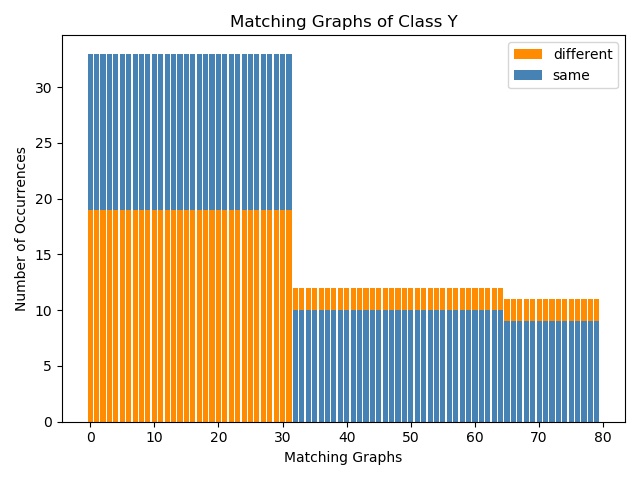 Matching Graphs of Class Y
different
same
Number of Occurrences
30
25
20
15
10
5
0
0 10 20 30 40 50 60 70 80
Matching Graphs